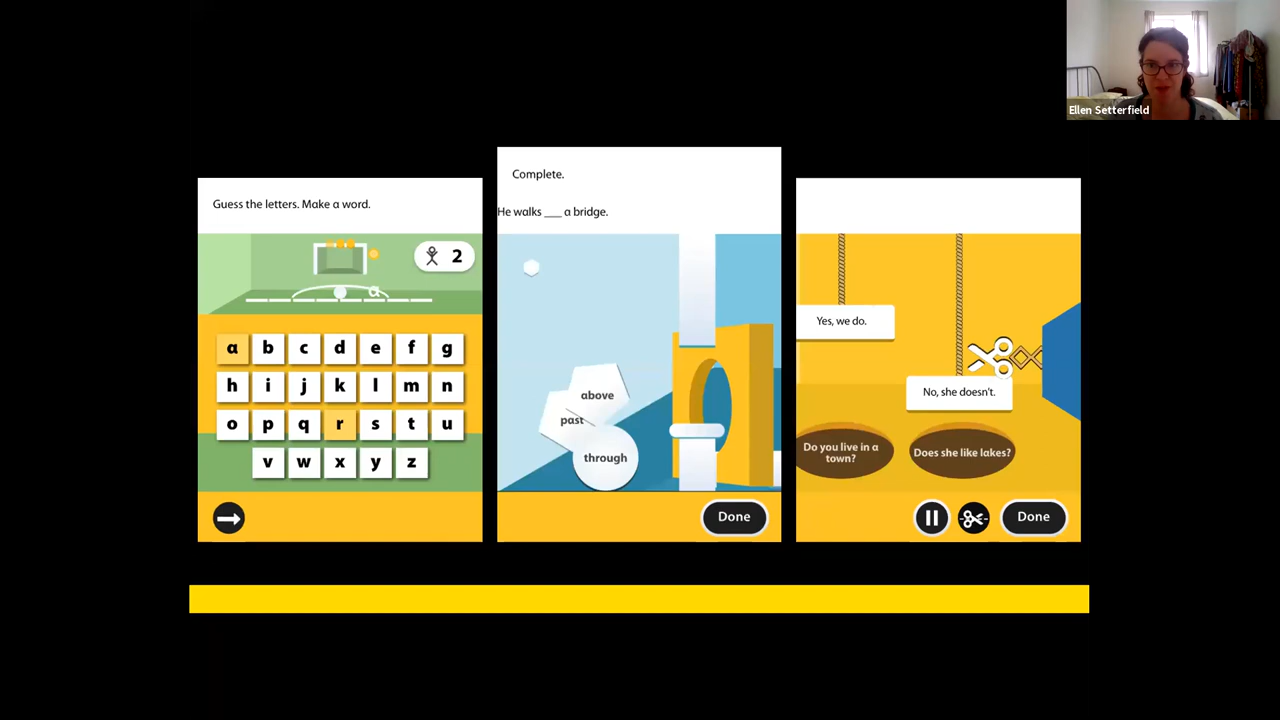 Ellen Setterfield
Guess the letters. Make a word.
2
a
a b c d e f g
h i j k l m n
o p q r s t u
v w x y z
Complete.
He walks ___ a bridge.
above
past
through
Done
Yes, we do.
No, she doesn't.
Do you live in a
town?
Does she like lakes?
Done